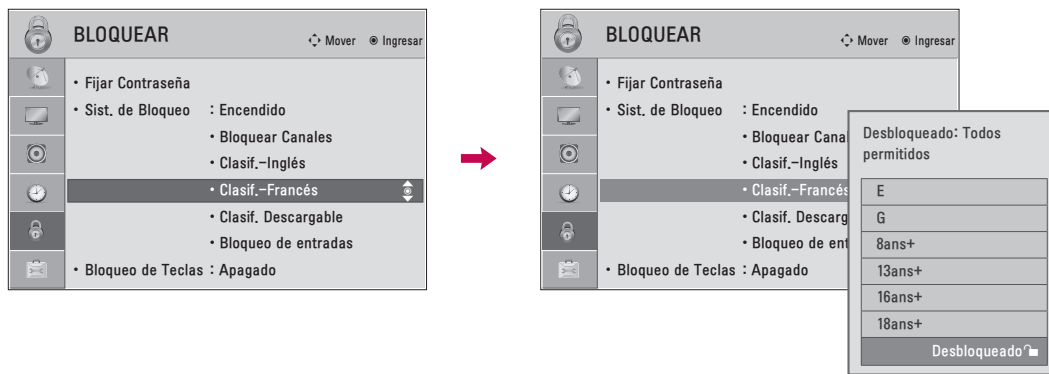 BLOQUEAR
Mover
Ingresar
• Fijar Contraseña
• Sist. de Bloqueo : Encendido
• Bloquear Canales
• Clasif.-Inglés
• Clasif.-Francés
• Clasif. Descargable
• Bloqueo de entradas
• Bloqueo de Teclas : Apagado
BLOQUEAR
Mover
Ingresar
• Fijar Contraseña
• Sist. de Bloqueo : Encendido
• Bloquear Canal
• Clasif.-Inglés
• Clasif.-Francés
• Clasif. Descarg
• Bloqueo de ent
• Bloqueo de Teclas : Apagado
Desbloqueado: Todos
permitidos
E
G
8ans+
13ans+
16ans+
18ans+
Desbloqueado